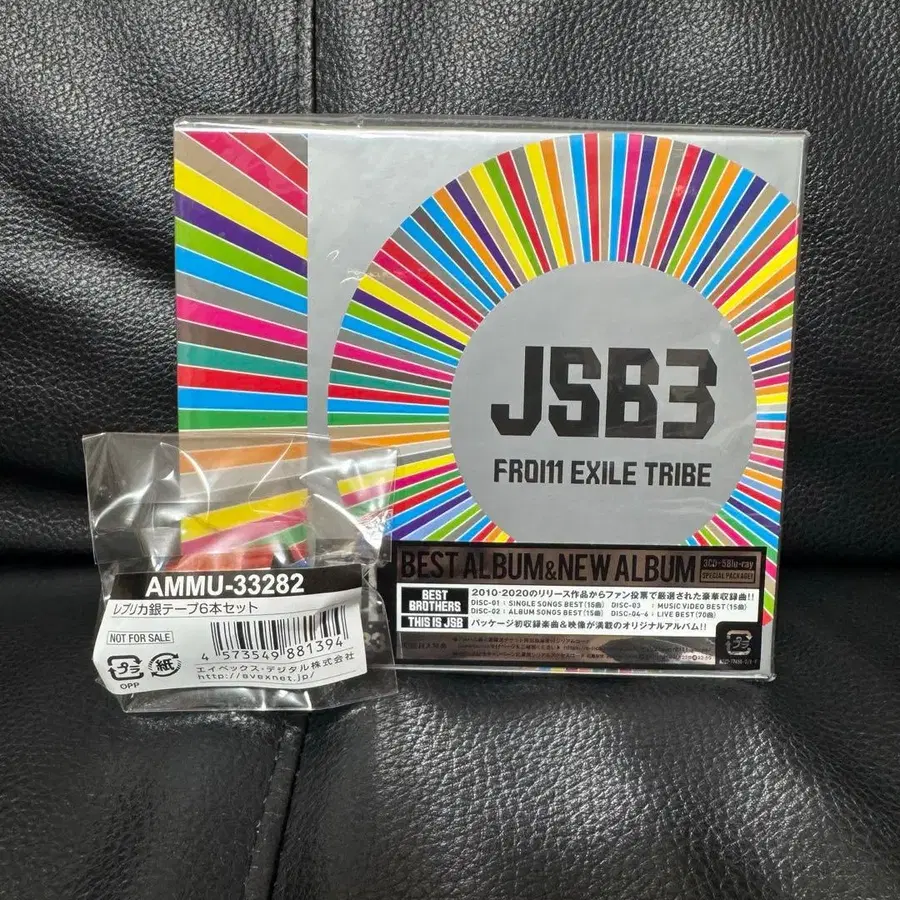 JSB3
FROM EXILE TRIBE
BEST ALBUM&NEW ALBUM
3CD+5Blu-ray
SPECIAL PACKAGE!
BEST
BROTHERS
THIS IS JSB
2010-2020のリリース作品からファン投票で厳選された豪華収録曲!!
DISC-01 : SINGLE SONGS BEST(15曲) DISC-03 : MUSIC VIDEO BEST(15曲)
DISC-02 : ALBUM SONGS BEST(15曲) DISC-04-6 : LIVE BEST(70曲)
パッケージ初収録楽曲&映像が満載のオリジナルアルバム!!
プラ
AMMU-33282
レプリカ銀テープ6本セット
NOT FOR SALE
4 573549 881394
プラ
OPP
紙
エイベックス・デジタル株式会社
http://avexnet.jp/